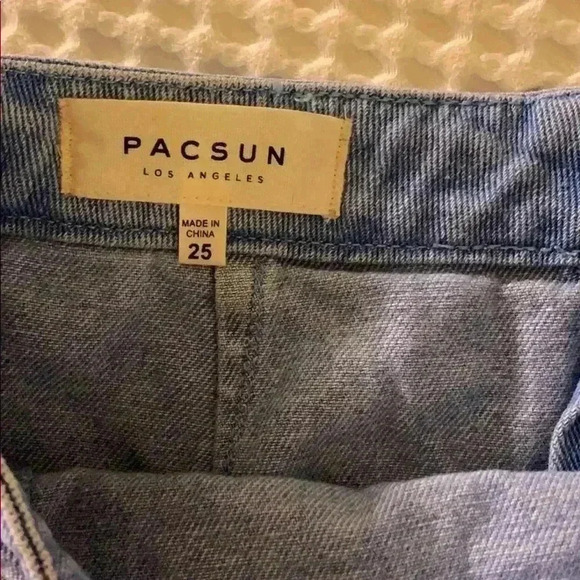 PACSUN
LOS ANGELES
MADE IN
CHINA
25